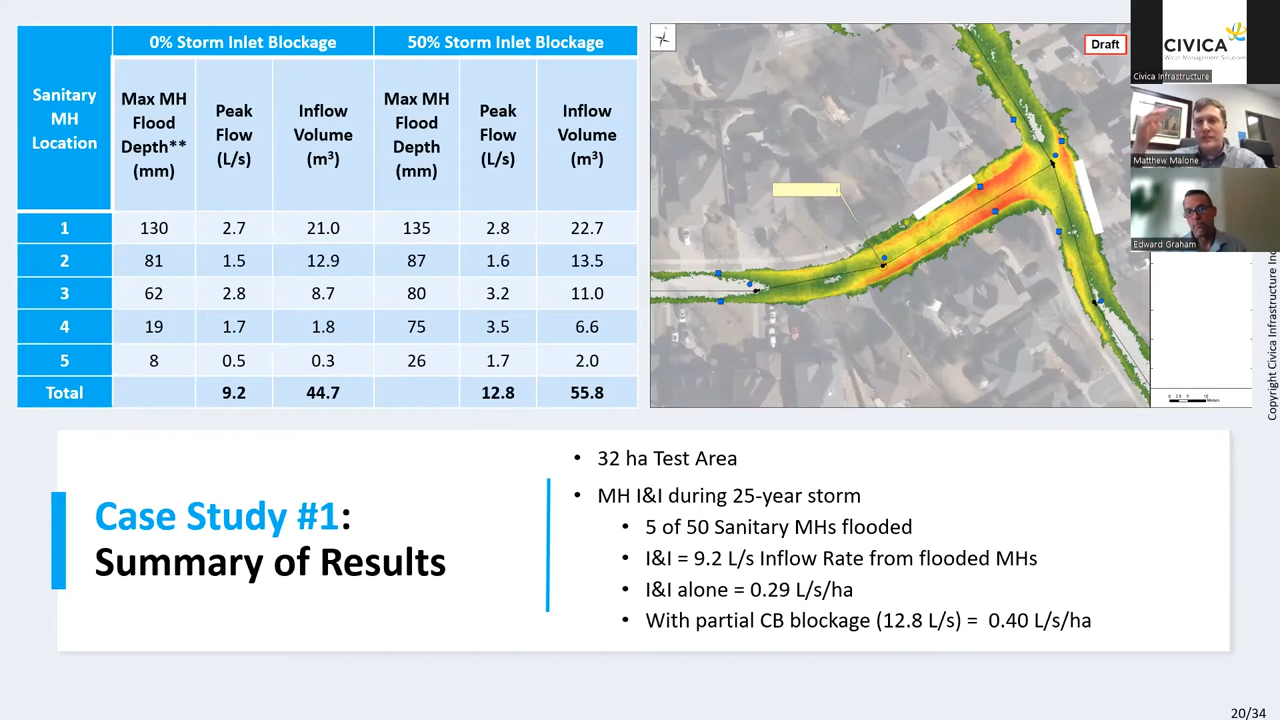 0% Storm Inlet Blockage
50% Storm Inlet Blockage
Sanitary
MH
Location
Max MH
Flood
Depth**
(mm)
Peak
Flow
(L/s)
Inflow
Volume
(m³)
Max MH
Flood
Depth
(mm)
Peak
Flow
(L/s)
Inflow
Volume
(m³)
1 130 2.7 21.0 135 2.8 22.7
2 81 1.5 12.9 87 1.6 13.5
3 62 2.8 8.7 80 3.2 11.0
4 19 1.7 1.8 75 3.5 6.6
5 8 0.5 0.3 26 1.7 2.0
Total 9.2 44.7 12.8 55.8
Draft
CIVICA
Water Management Solutions
Civica Infrastructure
Matthew Malone
Edward Graham
Copyright Civica Infrastructure Inc
Meters
Case Study #1:
Summary of Results
• 32 ha Test Area
• MH I&I during 25-year storm
• 5 of 50 Sanitary MHs flooded
• I&I = 9.2 L/s Inflow Rate from flooded MHs
• I&I alone = 0.29 L/s/ha
• With partial CB blockage (12.8 L/s) = 0.40 L/s/ha
20/34